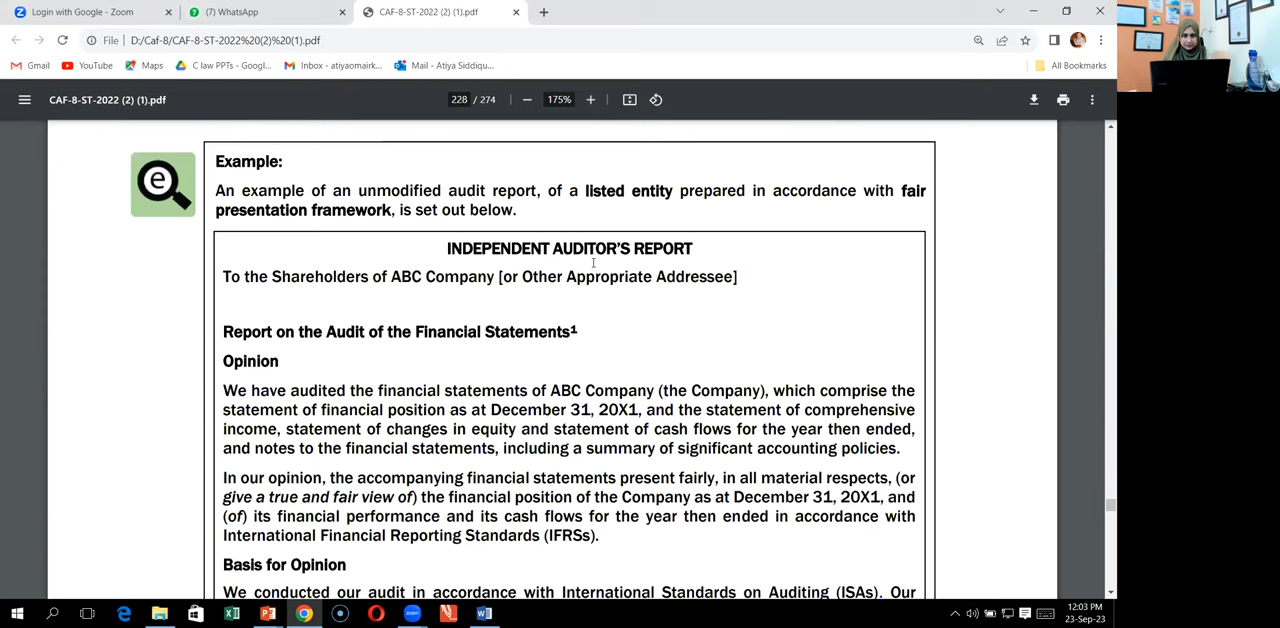 Login with Google - Zoom
(7) WhatsApp
CAF-8-ST-2022 (2) (1).pdf
File
D:/Caf-8/CAF-8-ST-2022%20(2)%20(1).pdf
Gmail
YouTube
Maps
C law PPTs - Googl...
Inbox - atiyaomairk...
Mail - Atiya Siddiqu...
All Bookmarks
CAF-8-ST-2022 (2) (1).pdf
228 / 274
175%
Example:
An example of an unmodified audit report, of a listed entity prepared in accordance with fair
presentation framework, is set out below.
INDEPENDENT AUDITOR'S REPORT
To the Shareholders of ABC Company [or Other Appropriate Addressee]
Report on the Audit of the Financial Statements¹
Opinion
We have audited the financial statements of ABC Company (the Company), which comprise the
statement of financial position as at December 31, 20X1, and the statement of comprehensive
income, statement of changes in equity and statement of cash flows for the year then ended,
and notes to the financial statements, including a summary of significant accounting policies.
In our opinion, the accompanying financial statements present fairly, in all material respects, (or
give a true and fair view of) the financial position of the Company as at December 31, 20X1, and
(of) its financial performance and its cash flows for the year then ended in accordance with
International Financial Reporting Standards (IFRSs).
Basis for Opinion
We conducted our audit in accordance with International Standards on Auditing (ISAs). Our
12:03 PM
23-Sep-23